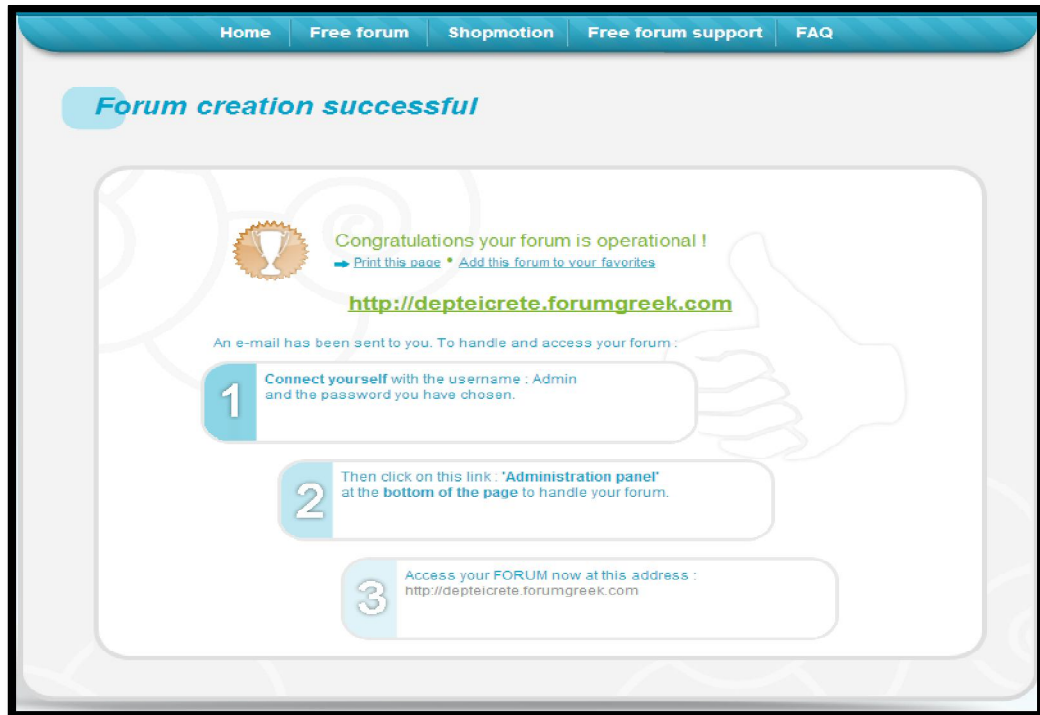 Home Free forum Shopmotion Free forum support FAQ
Forum creation successful
Congratulations your forum is operational !
Print this page • Add this forum to your favorites
http://depteicrete.forumgreek.com
An e-mail has been sent to you. To handle and access your forum :
1
Connect yourself with the username : Admin
and the password you have chosen.
2
Then click on this link : 'Administration panel'
at the bottom of the page to handle your forum.
3
Access your FORUM now at this address :
http://depteicrete.forumgreek.com